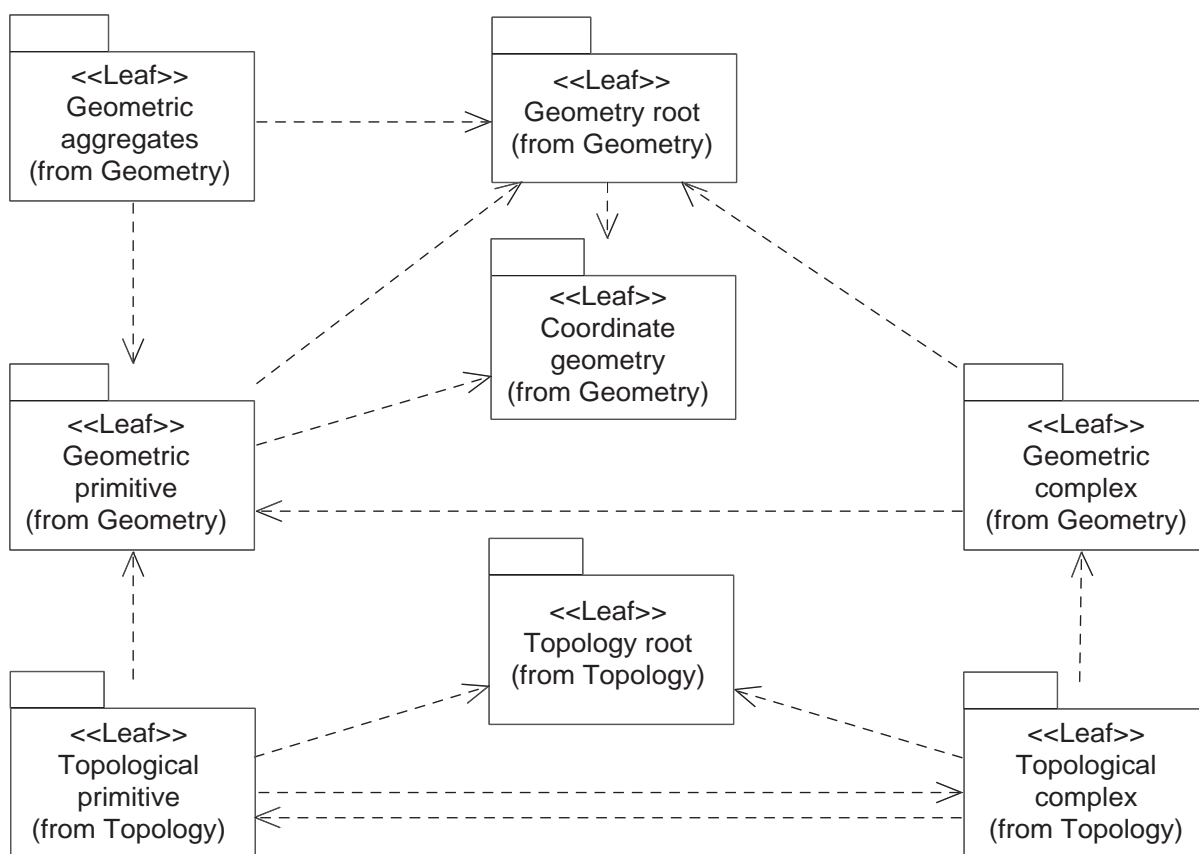 <<Leaf>>
Geometric
aggregates
(from Geometry)
<<Leaf>>
Geometry root
(from Geometry)
<<Leaf>>
Coordinate
geometry
(from Geometry)
<<Leaf>>
Geometric
primitive
(from Geometry)
<<Leaf>>
Geometric
complex
(from Geometry)
<<Leaf>>
Topology root
(from Topology)
<<Leaf>>
Topological
primitive
(from Topology)
<<Leaf>>
Topological
complex
(from Topology)